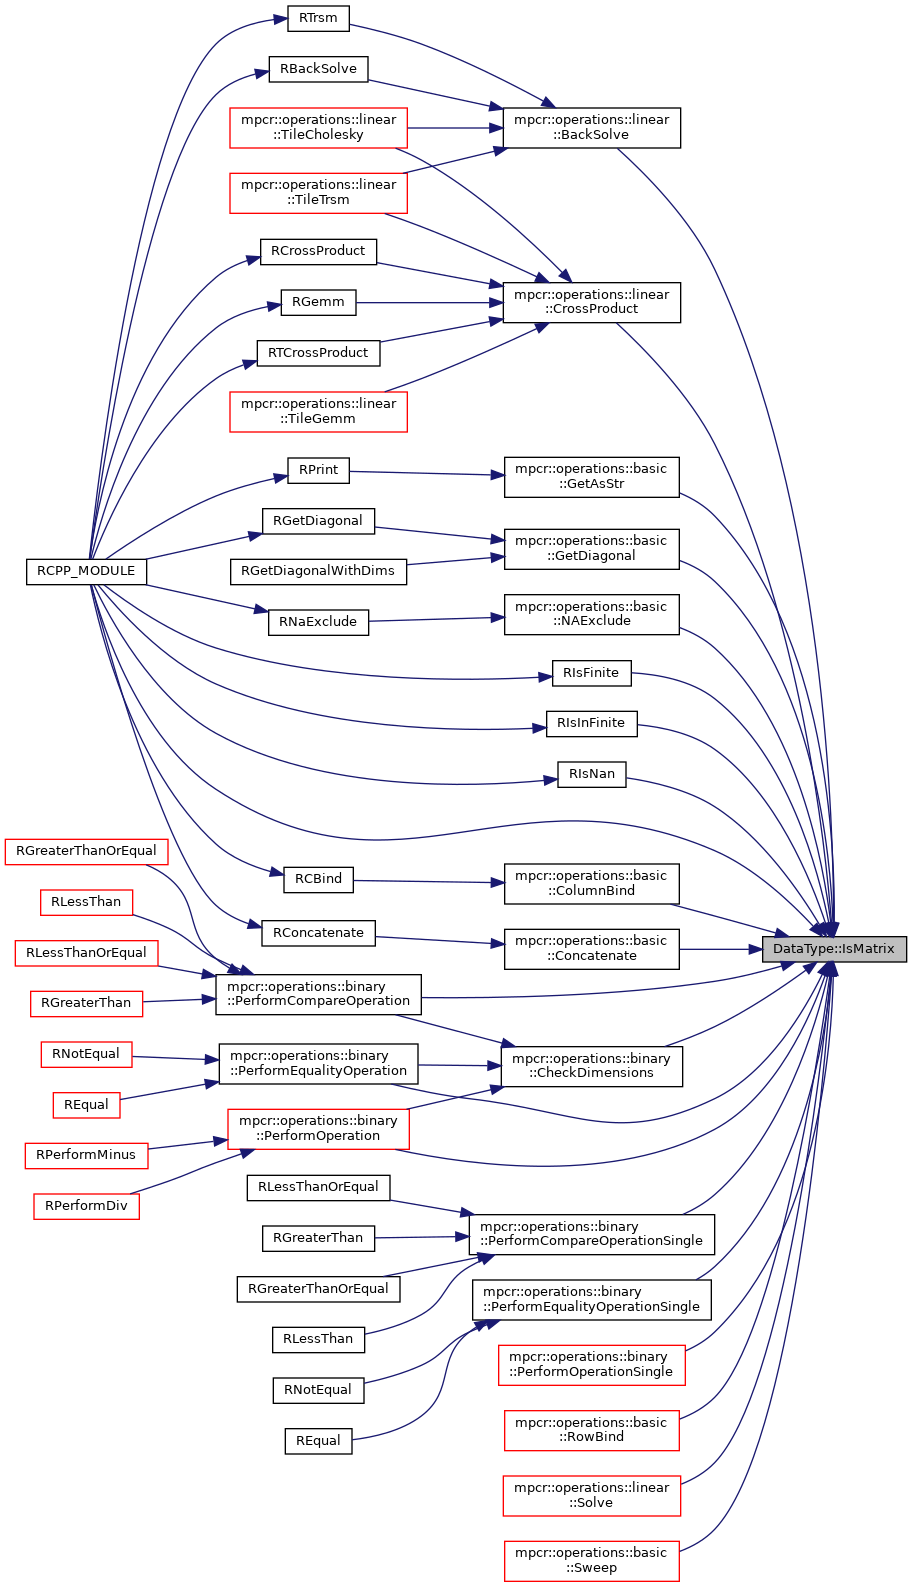 RTrsm
RBackSolve
mpcr::operations::linear
::TileCholesky
mpcr::operations::linear
::BackSolve
mpcr::operations::linear
::TileTrsm
RCrossProduct
RGemm
mpcr::operations::linear
::CrossProduct
RTCrossProduct
mpcr::operations::linear
::TileGemm
RPrint
mpcr::operations::basic
::GetAsStr
RGetDiagonal
mpcr::operations::basic
::GetDiagonal
RCPP_MODULE
RGetDiagonalWithDims
RNaExclude
mpcr::operations::basic
::NAExclude
RIsFinite
RIsInFinite
RIsNan
RGreaterThanOrEqual
RCBind
mpcr::operations::basic
::ColumnBind
RLessThan
RConcatenate
mpcr::operations::basic
::Concatenate
DataType::IsMatrix
RLessThanOrEqual
RGreaterThan
mpcr::operations::binary
::PerformCompareOperation
RNotEqual
mpcr::operations::binary
::PerformEqualityOperation
mpcr::operations::binary
::CheckDimensions
REqual
mpcr::operations::binary
::PerformOperation
RPerformMinus
RPerformDiv
RLessThanOrEqual
RGreaterThan
mpcr::operations::binary
::PerformCompareOperationSingle
RGreaterThanOrEqual
mpcr::operations::binary
::PerformEqualityOperationSingle
RLessThan
mpcr::operations::binary
::PerformOperationSingle
RNotEqual
REqual
mpcr::operations::basic
::RowBind
mpcr::operations::linear
::Solve
mpcr::operations::basic
::Sweep